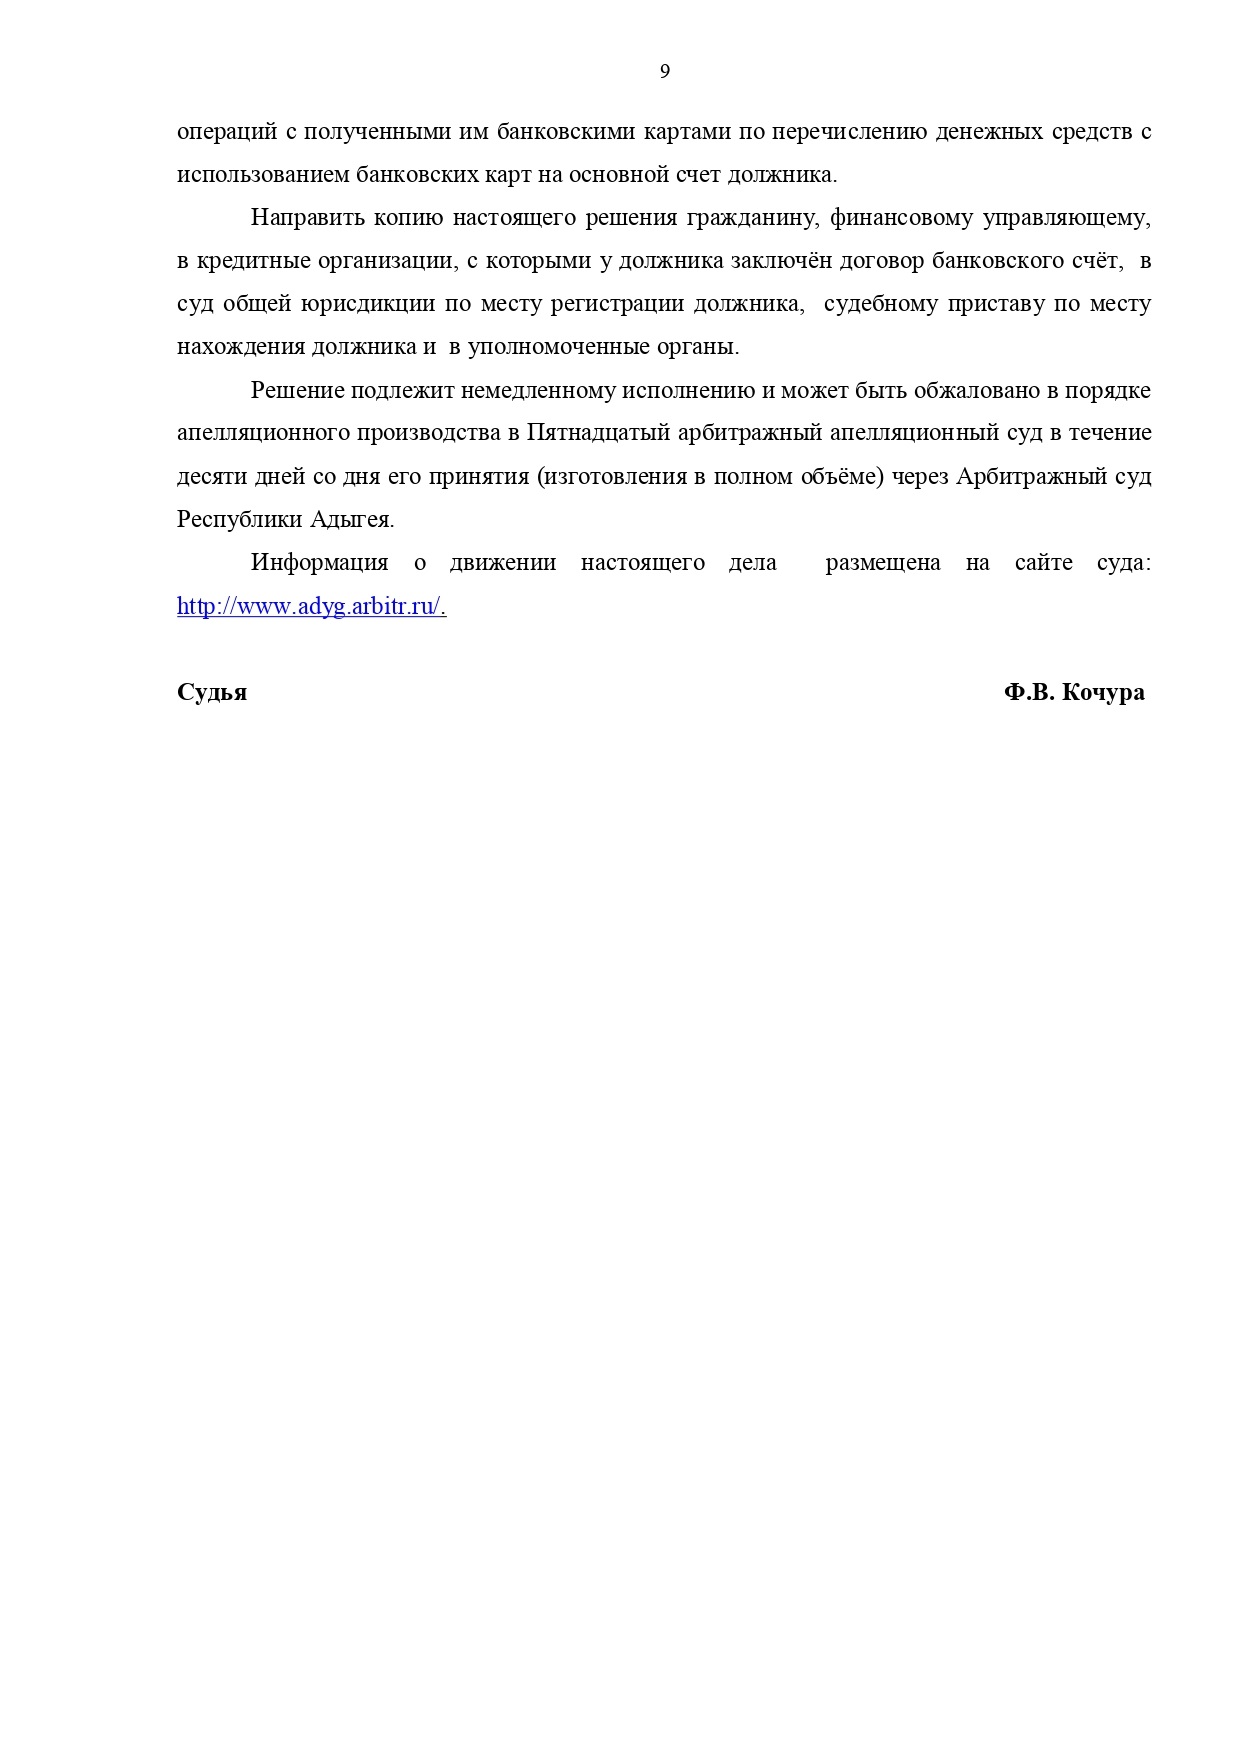 9
операций с полученными им банковскими картами по перечислению денежных средств с
использованием банковских карт на основной счет должника.
Направить копию настоящего решения гражданину, финансовому управляющему,
в кредитные организации, с которыми у должника заключён договор банковского счёт, в
суд общей юрисдикции по месту регистрации должника, судебному приставу по месту
нахождения должника и в уполномоченные органы.
Решение подлежит немедленному исполнению и может быть обжаловано в порядке
апелляционного производства в Пятнадцатый арбитражный апелляционный суд в течение
десяти дней со дня его принятия (изготовления в полном объёме) через Арбитражный суд
Республики Адыгея.
Информация о движении настоящего дела размещена на сайте суда:
http://www.adyg.arbitr.ru/.
Судья Ф.В. Кочура